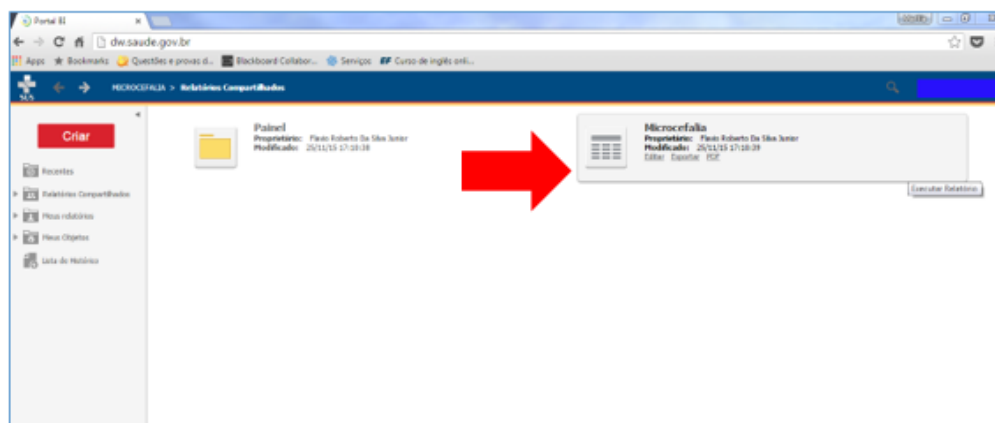 Portal BI
dw.saude.gov.br
Apps Bookmarks Questões e provas d... Blackboard Collabor... Serviços Curso de inglês onli...
SUS
MICROCEFALIA > Relatórios Compartilhados
Criar
Recentes
Relatórios Compartilhados
Meus relatórios
Meus Objetos
Lista de Histórico
Painel
Proprietário: Flavio Roberto Da Silva Junior
Modificado: 25/11/15 17:18:38
Microcefalia
Proprietário: Flavio Roberto Da Silva Junior
Modificado: 25/11/15 17:18:39
Editar Exportar PDF
Executar Relatório